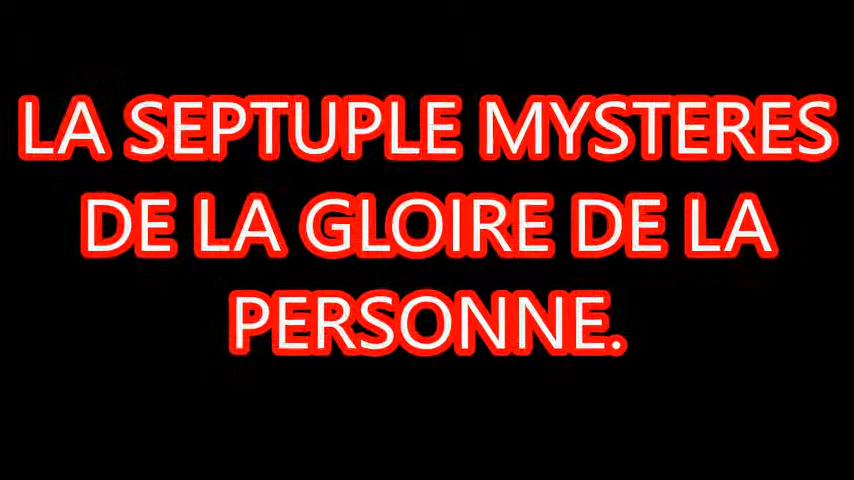 LA SEPTUPLE MYSTERES
DE LA GLOIRE DE LA
PERSONNE.